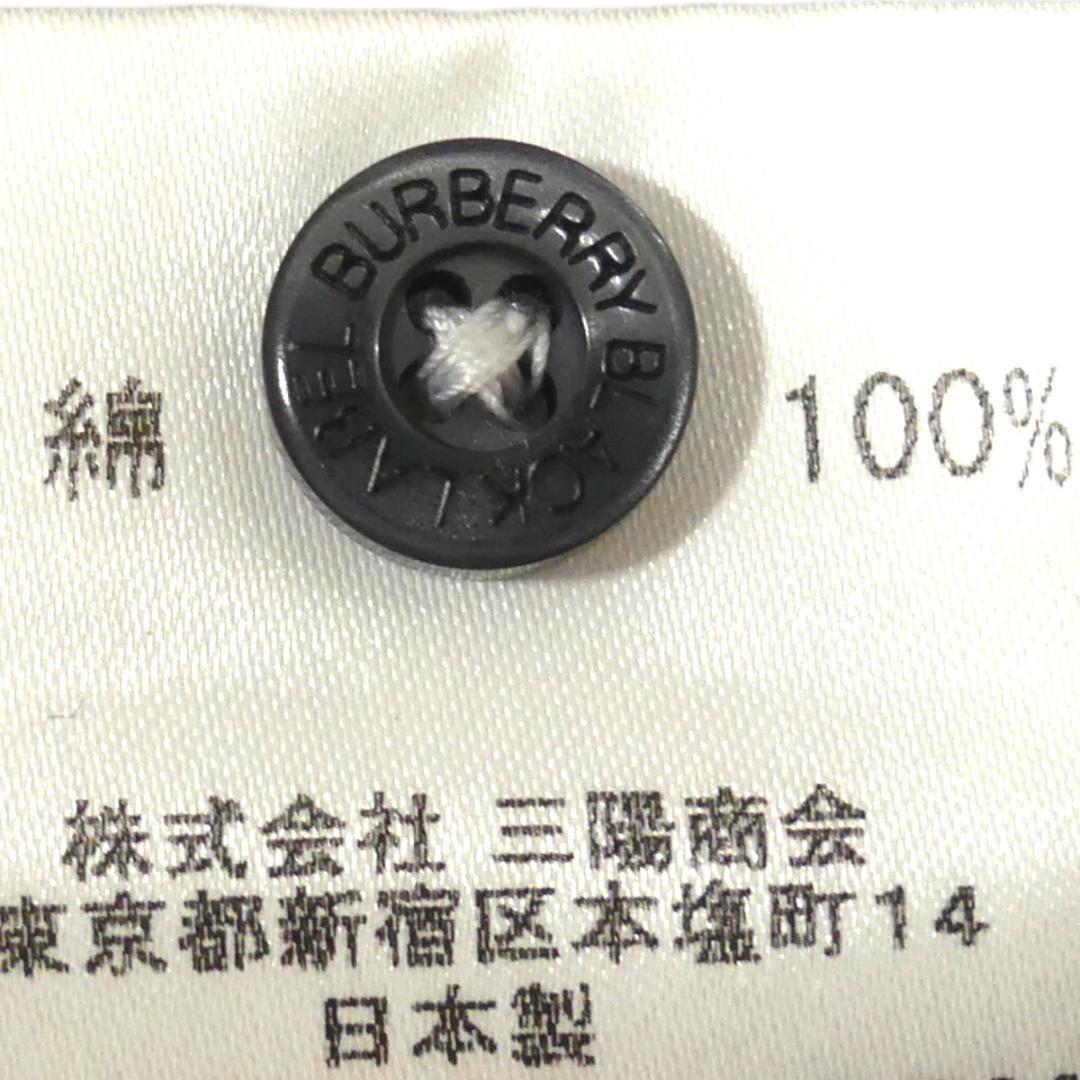 BURBERRY BLACK LABEL
綿 100%
株式会社 三陽商会
東京都新宿区本塩町14
日本製